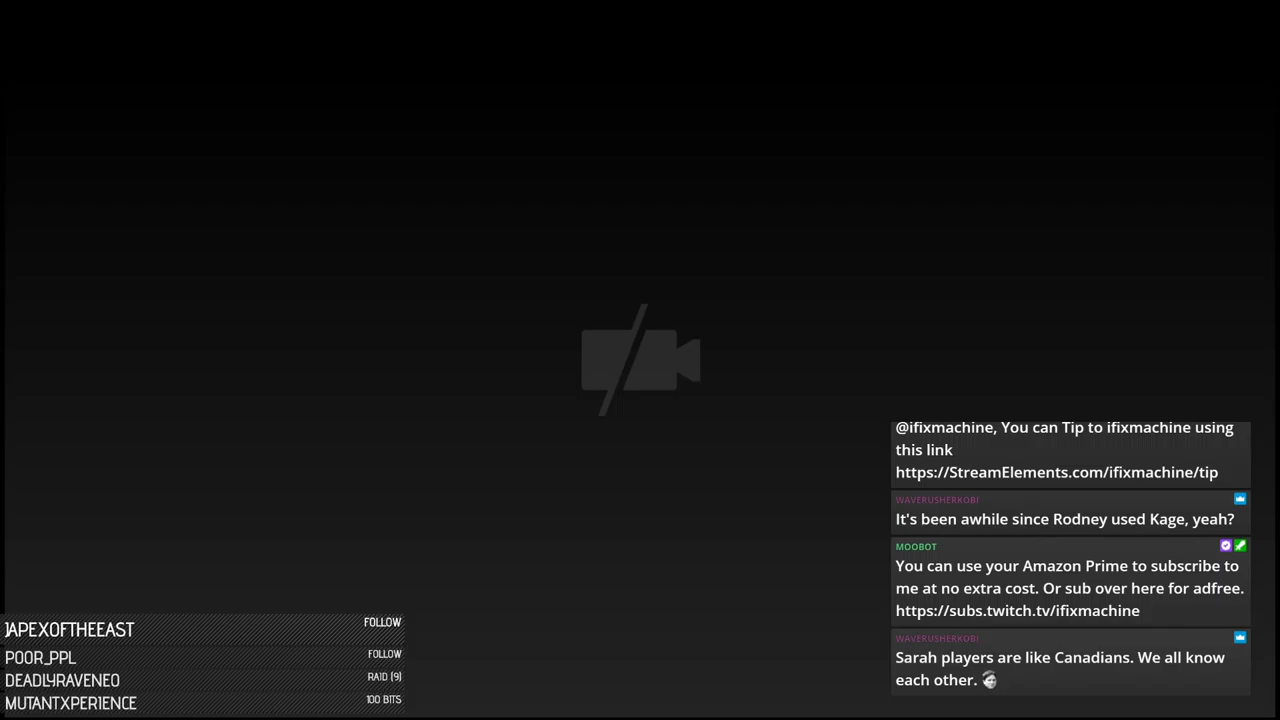 @ifixmachine, You can Tip to ifixmachine using
this link
https://StreamElements.com/ifixmachine/tip
WAVERUSHERKOBI
It's been awhile since Rodney used Kage, yeah?
MOOBOT
You can use your Amazon Prime to subscribe to
me at no extra cost. Or sub over here for adfree.
https://subs.twitch.tv/ifixmachine
WAVERUSHERKOBI
Sarah players are like Canadians. We all know
each other.
JAPEXOFTHEEAST FOLLOW
POOR_PPL FOLLOW
DEADLYRAVENEO RAID (9)
MUTANTXPERIENCE 100 BITS